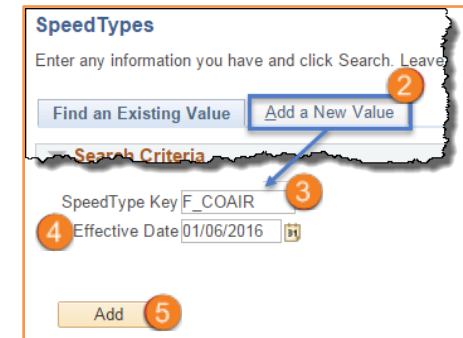 SpeedTypes
Enter any information you have and click Search. Leave
2
Find an Existing Value Add a New Value
Search Criteria
SpeedType Key F_COAIR 3
4 Effective Date 01/06/2016 31
Add 5